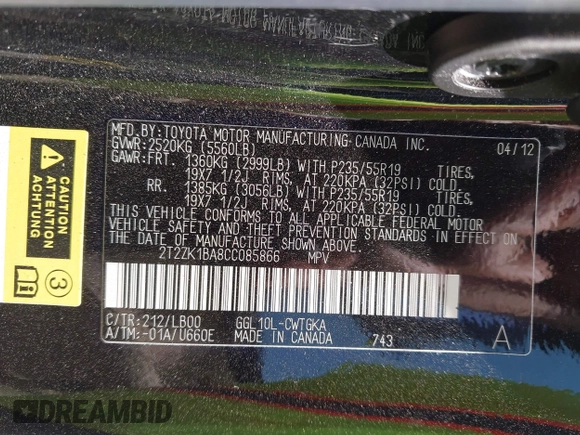 MFD. BY: TOYOTA MOTOR MANUFACTURING CANADA INC.
GVWR: 2520KG (5560LB) 04/12
GAWR: FRT. 1360KG (2999LB) WITH P235/55R19 TIRES,
19X7 1/2J RIMS, AT 220KPA (32PSI) COLD.
RR. 1385KG (3056LB) WITH P235/55R19 TIRES,
19X7 1/2J RIMS, AT 220KPA (32PSI) COLD.
THIS VEHICLE CONFORMS TO ALL APPLICABLE FEDERAL MOTOR
VEHICLE SAFETY AND THEFT PREVENTION STANDARDS IN EFFECT
ON THE DATE OF MANUFACTURE SHOWN ABOVE.
2T2ZK1BA8CC085866 MPV
C/TR: 212/LB00 GGL10L-CWTGKA
A/TM: -01A/U660E MADE IN CANADA 743 A
CAUTION
ATTENTION
ACHTUNG
3
DREAMBID